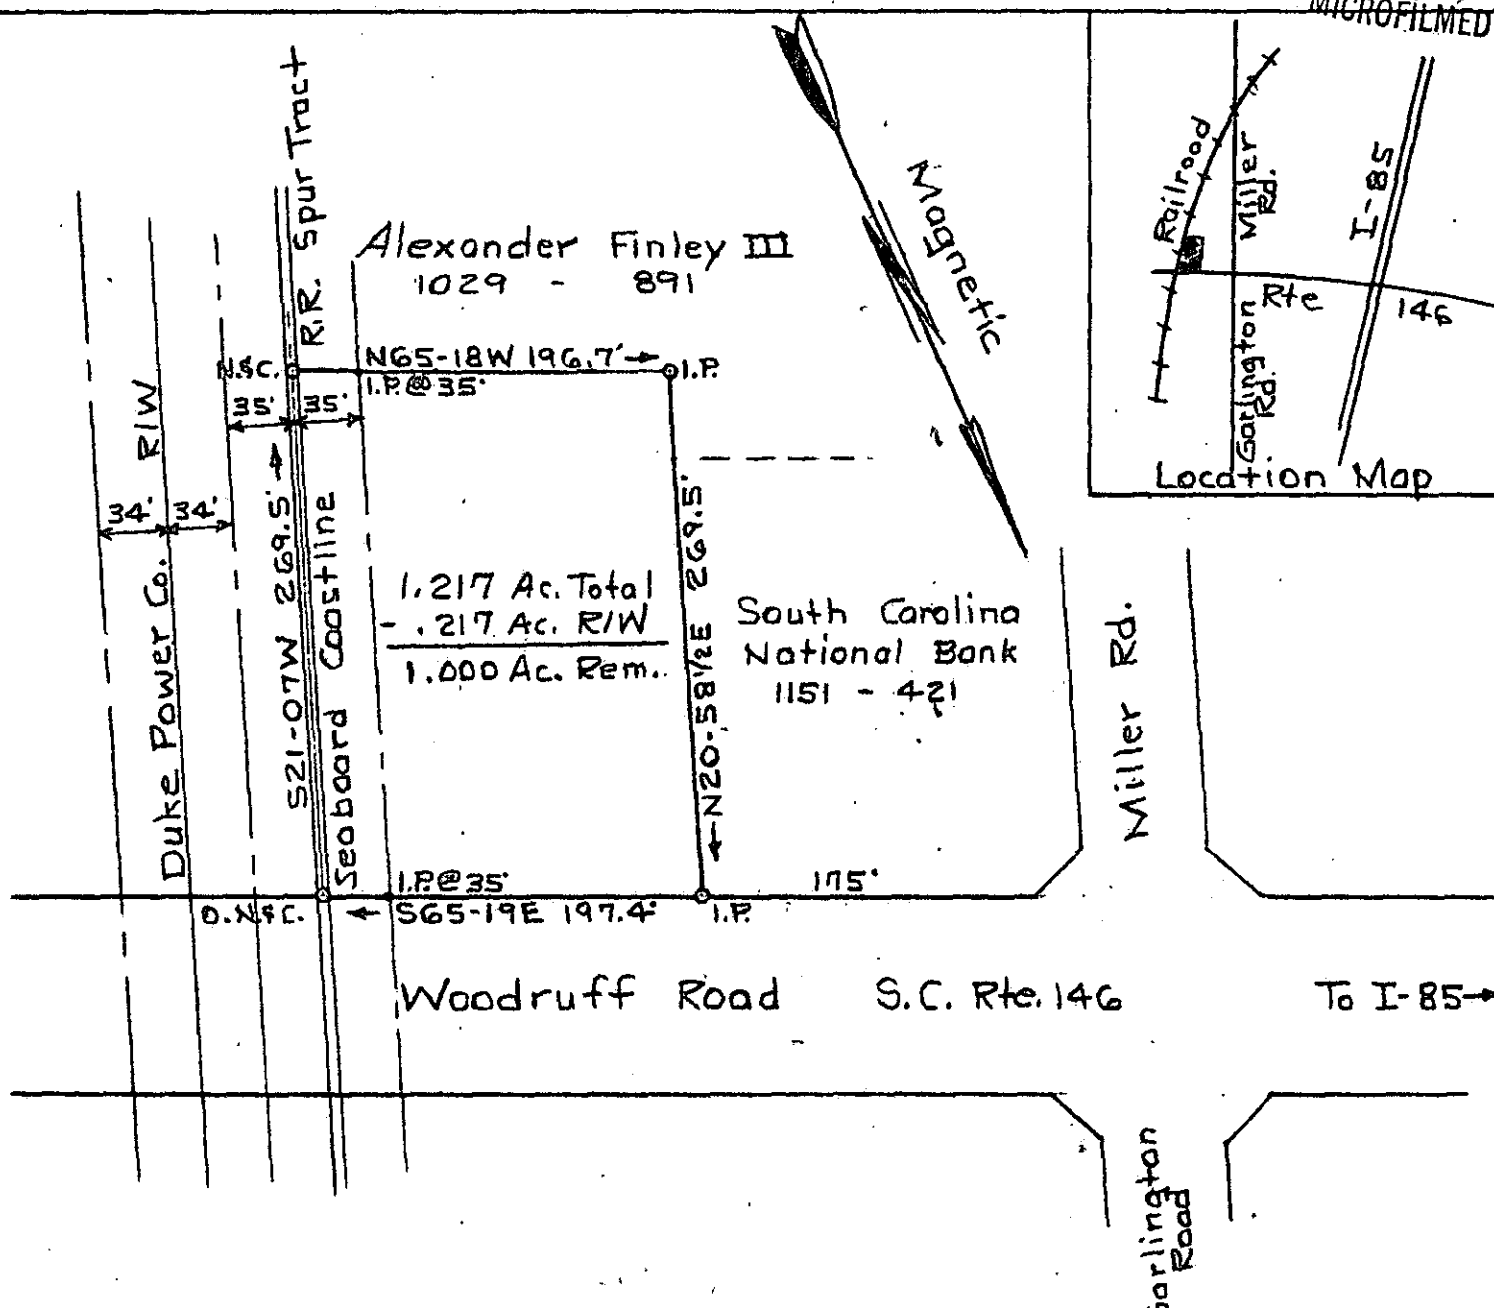 MICROFILMED
R.R. Spur Tract
Alexander Finley III
1029 - 891
Magnetic
Railroad
Miller
Rd.
I-85
Rte 146
Garlington
Rd.
Location Map
N.&C.
N65-18W 196.7'
I.P.
I.P.@35'
35' 35'
34' 34'
Duke Power Co. R/W
S21-07W 269.5'
Seaboard Coastline
1.217 Ac. Total
- .217 Ac. R/W
1.000 Ac. Rem.
N20-58½E 269.5'
South Carolina
National Bank
1151 - 421
Miller Rd.
I.P.@35'
175'
O.N&C.
S65-19E 197.4'
I.P.
Woodruff Road S.C. Rte. 146 To I-85
Garlington
Road